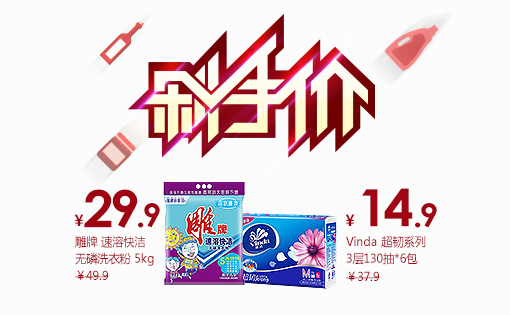 剁手价
¥29.9
雕牌 速溶快洁
无磷洗衣粉 5kg
¥49.9
雕牌
速溶快洁
Vinda
M
¥14.9
Vinda 超韧系列
3层130抽*6包
¥37.9